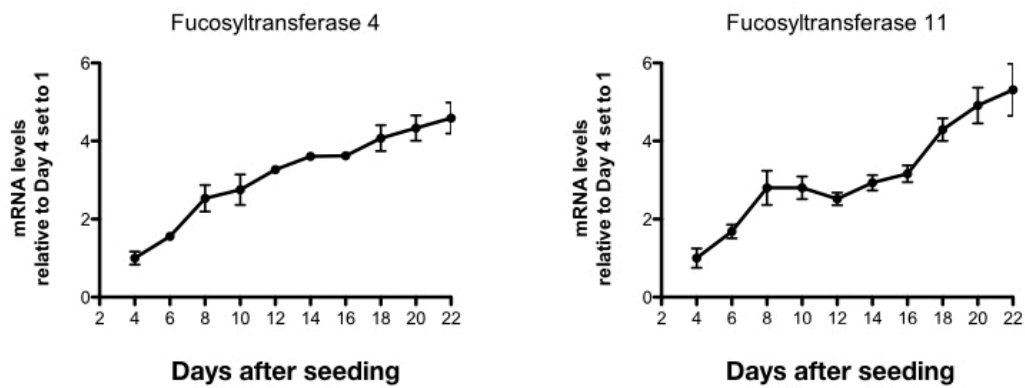 Fucosyltransferase 4
mRNA levels
relative to Day 4 set to 1
6
4
2
0
2 4 6 8 10 12 14 16 18 20 22
Days after seeding
Fucosyltransferase 11
mRNA levels
relative to Day 4 set to 1
6
4
2
0
2 4 6 8 10 12 14 16 18 20 22
Days after seeding